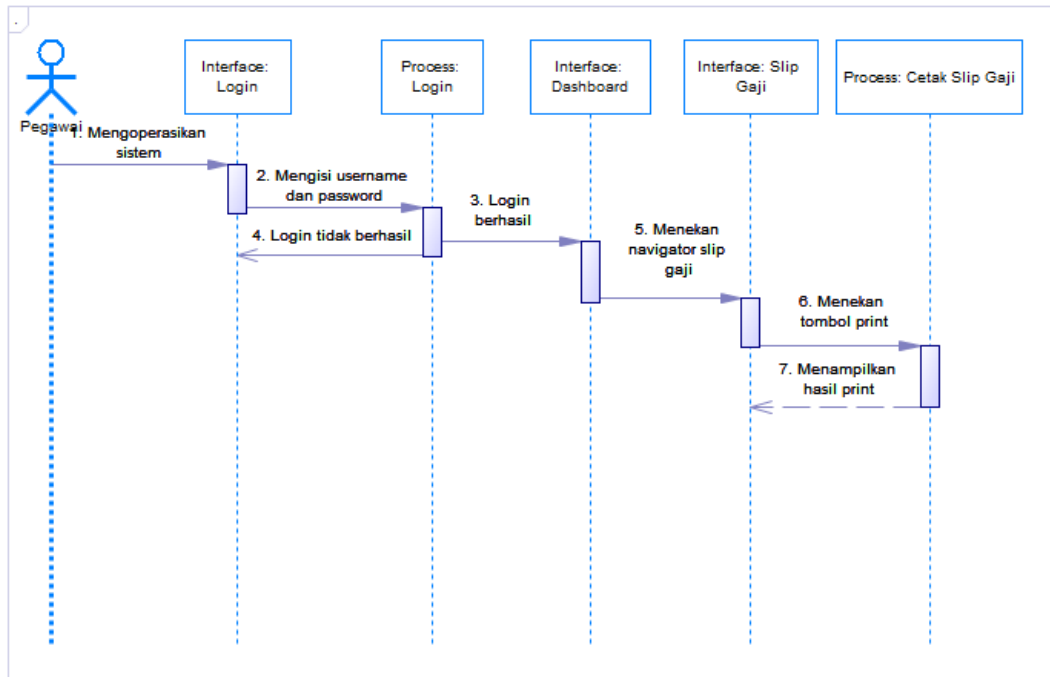 .
Interface:
Login
Process:
Login
Interface:
Dashboard
Interface: Slip
Gaji
Process: Cetak Slip Gaji
Pegawai
1. Mengoperasikan
sistem
2. Mengisi username
dan password
3. Login
berhasil
4. Login tidak berhasil
5. Menekan
navigator slip
gaji
6. Menekan
tombol print
7. Menampilkan
hasil print